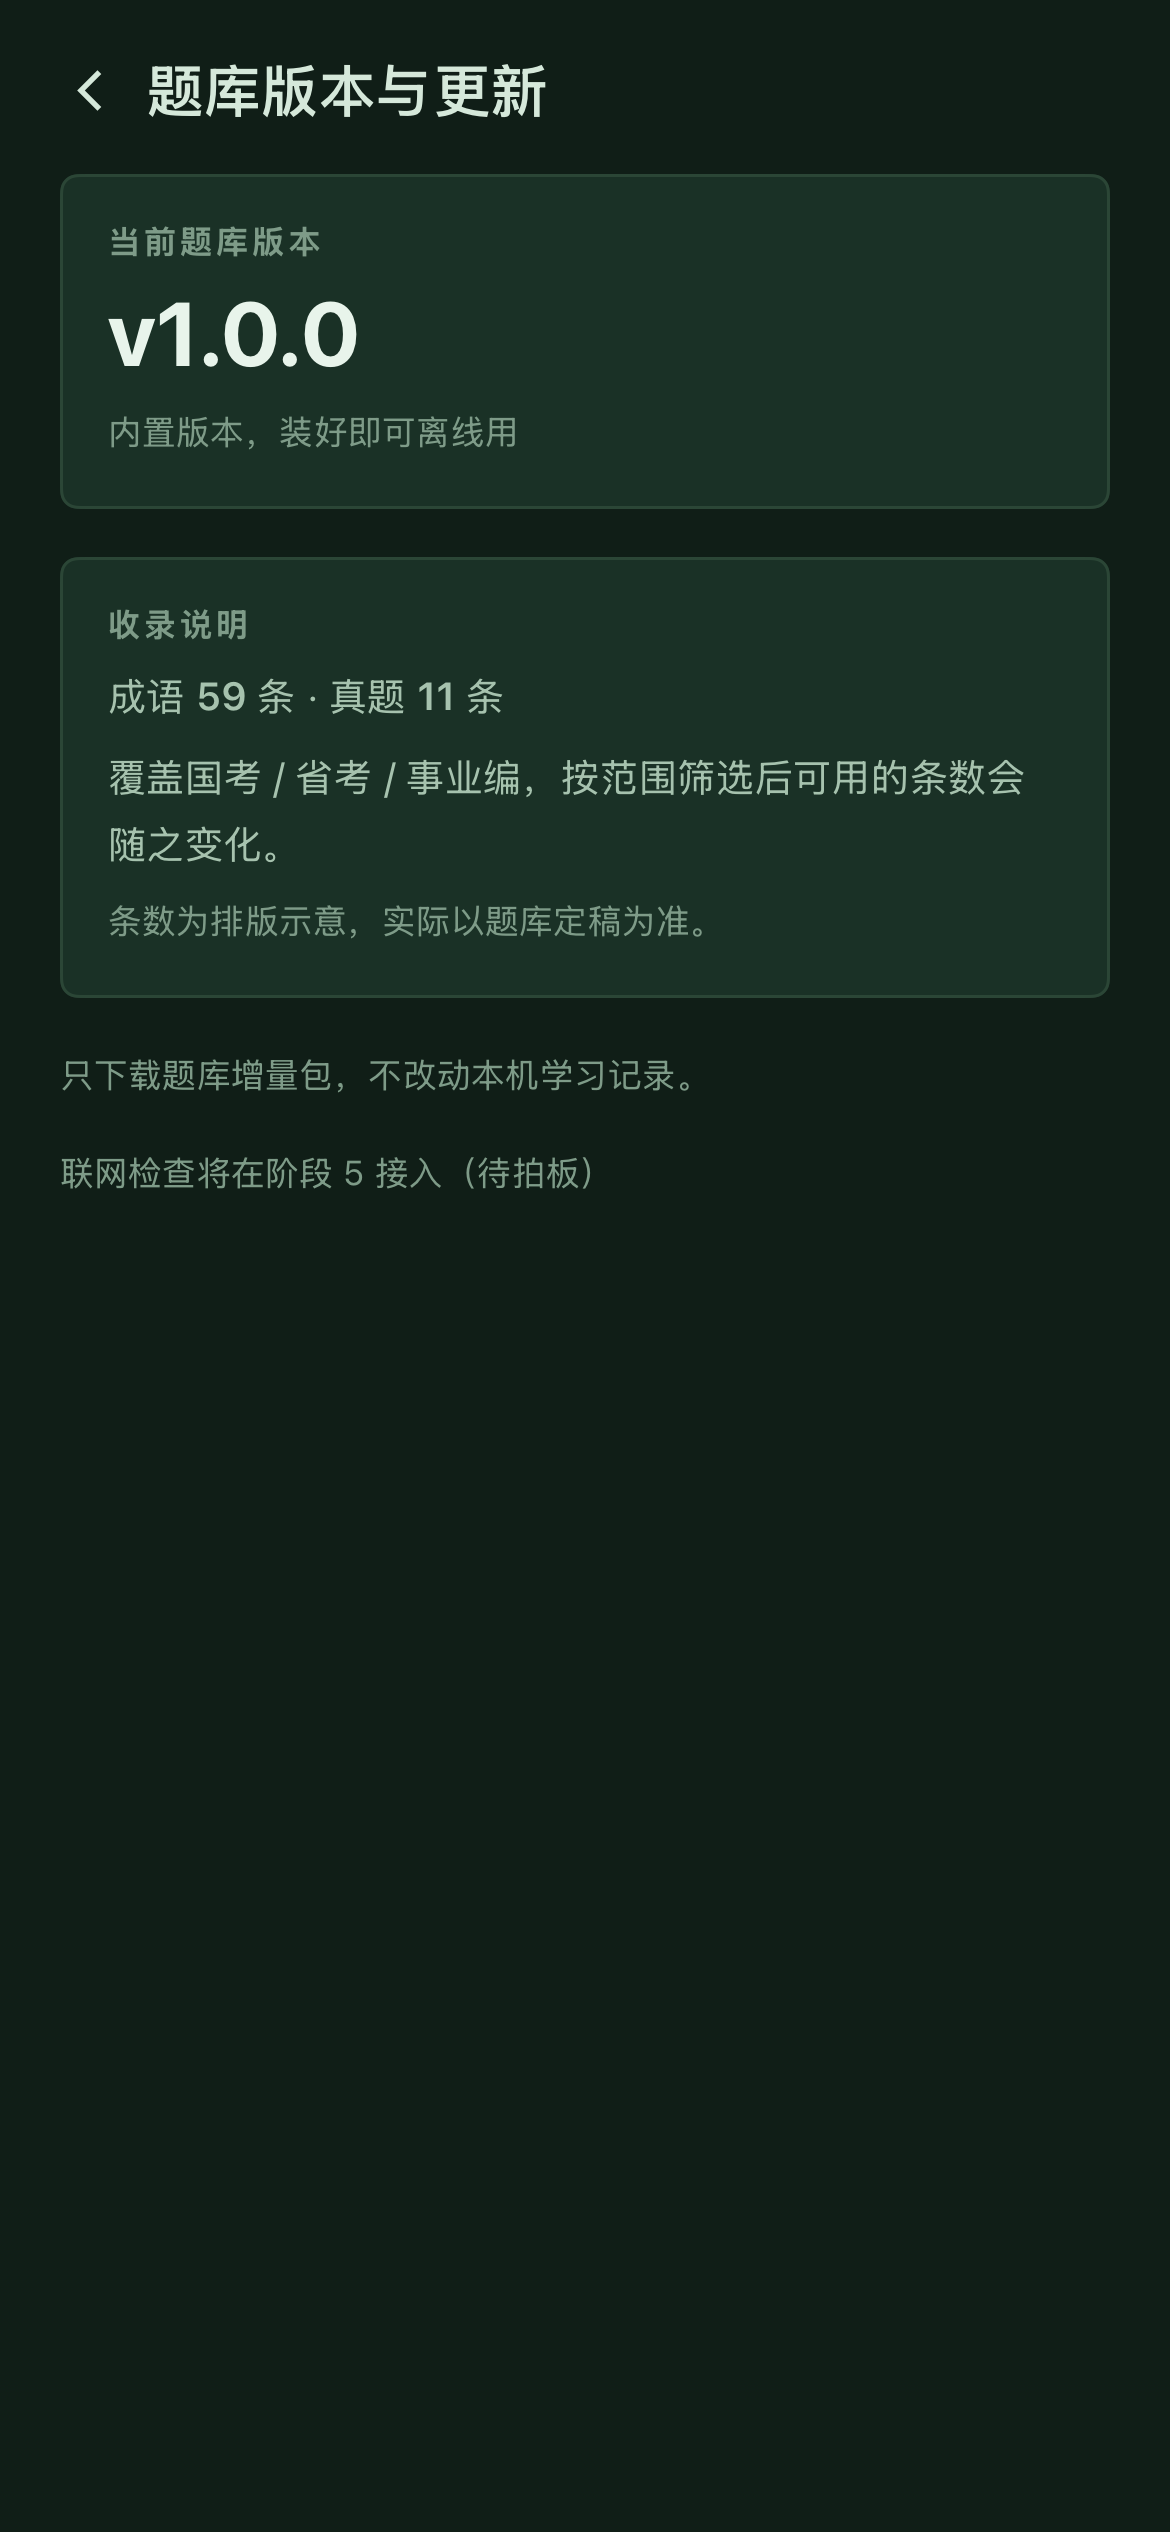 题库版本与更新
当前题库版本
v1.0.0
内置版本，装好即可离线用
收录说明
成语 59 条 · 真题 11 条
覆盖国考 / 省考 / 事业编，按范围筛选后可用的条数会
随之变化。
条数为排版示意，实际以题库定稿为准。
只下载题库增量包，不改动本机学习记录。
联网检查将在阶段 5 接入（待拍板）